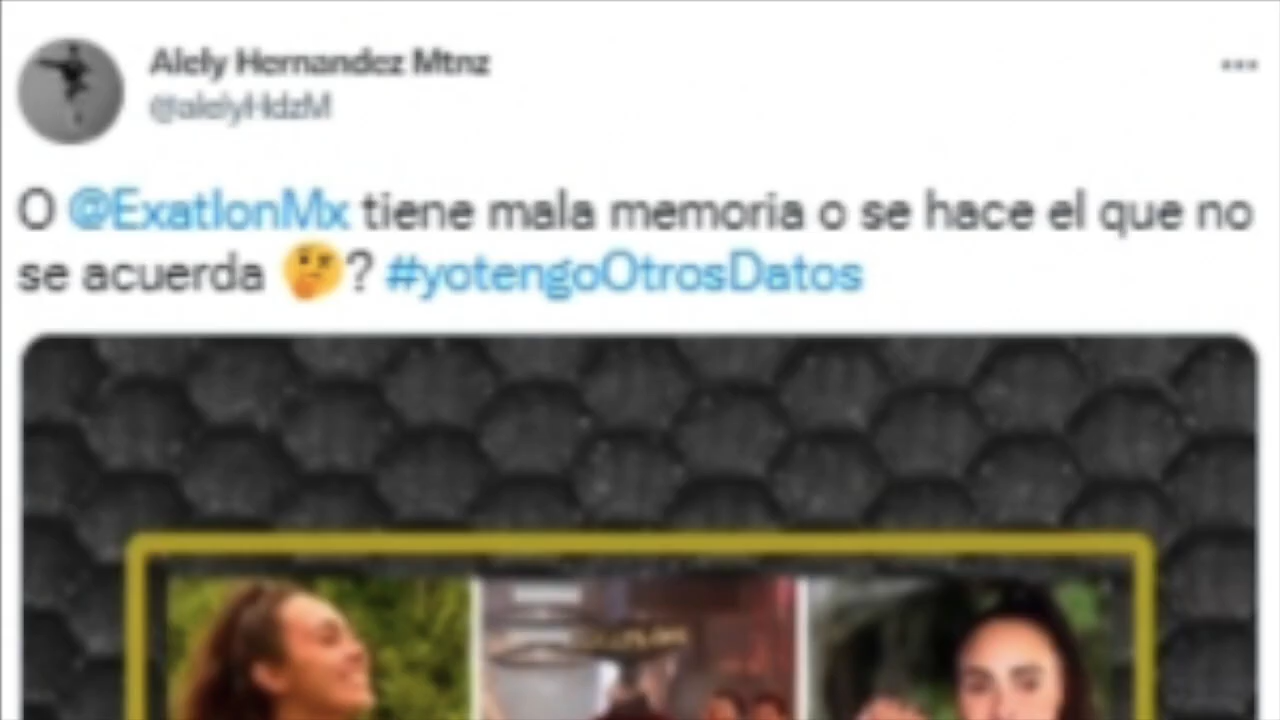 Alely Hernandez Mtnz
@alelyHdzM
O @ExatlonMx tiene mala memoria o se hace el que no
se acuerda 🤔? #yotengoOtrosDatos